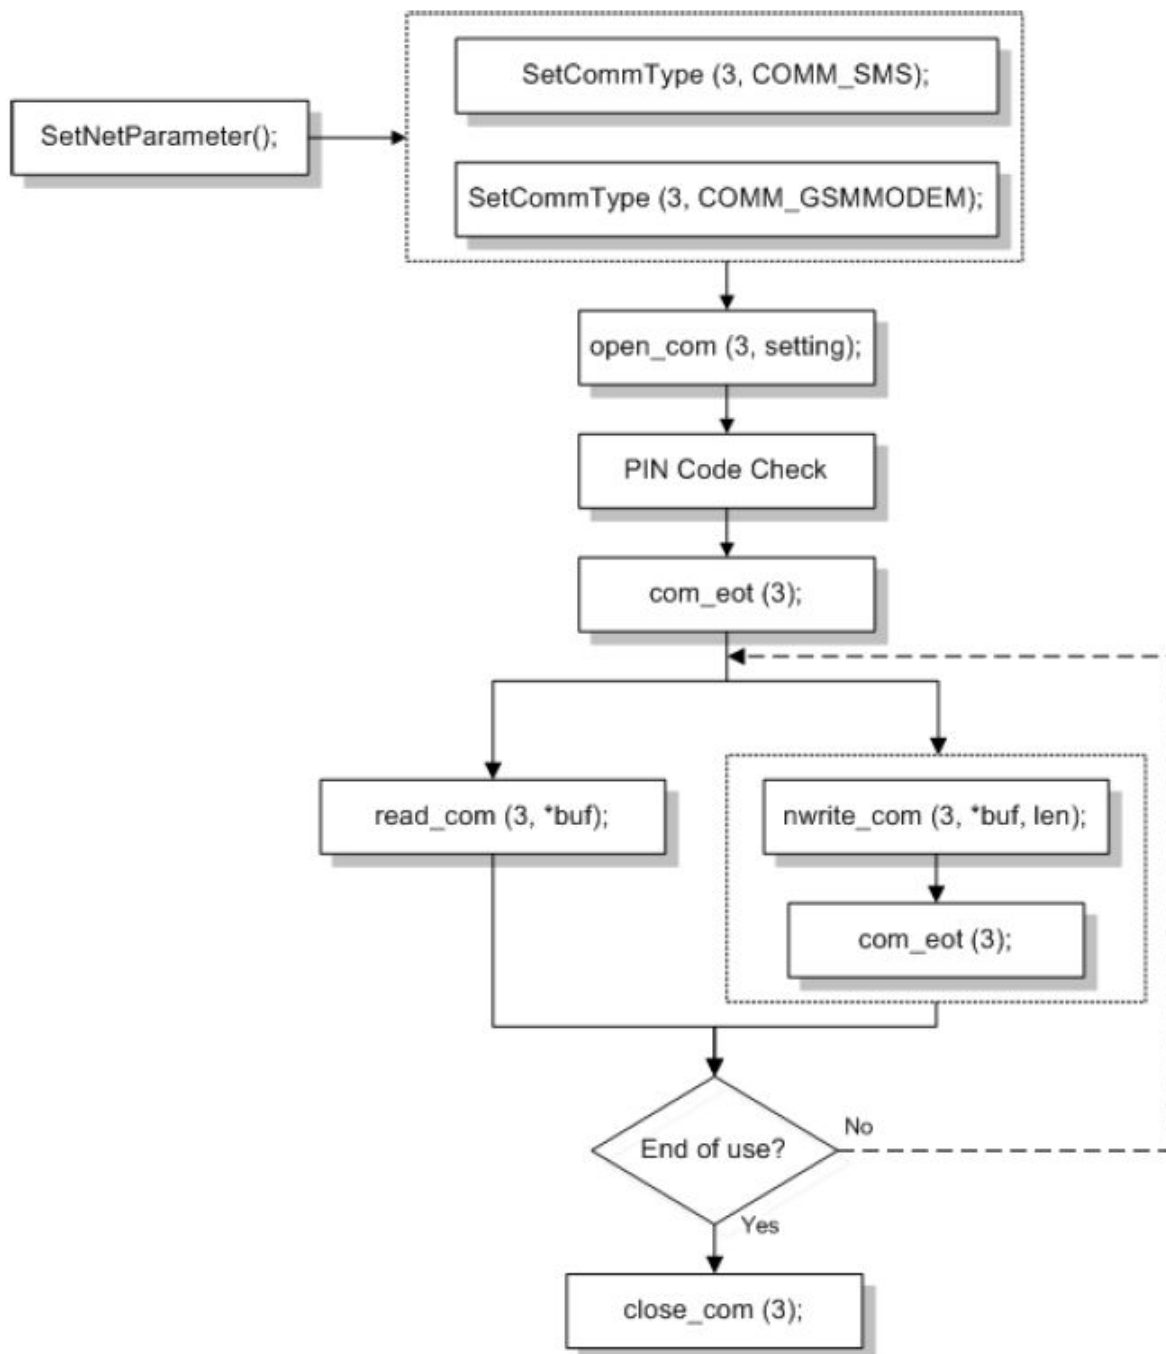 SetCommType (3, COMM_SMS);
SetNetParameter();
SetCommType (3, COMM_GSMMODEM);
open_com (3, setting);
PIN Code Check
com_eot (3);
read_com (3, *buf);
nwrite_com (3, *buf, len);
com_eot (3);
End of use?
No
Yes
close_com (3);